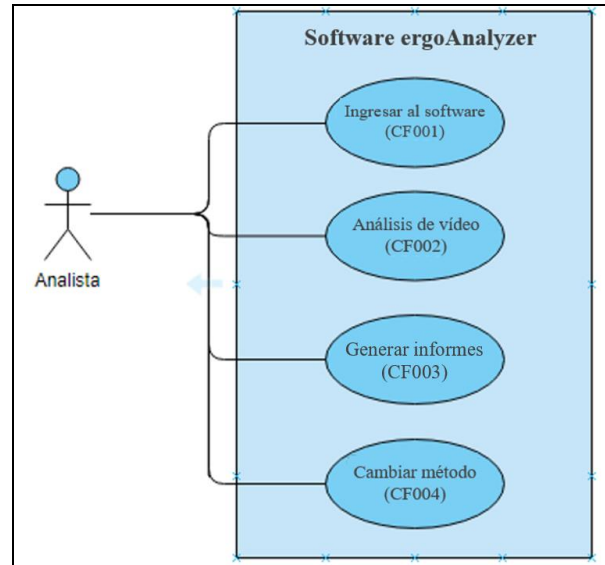 Software ergoAnalyzer
Ingresar al software
(CF001)
Análisis de vídeo
(CF002)
Analista
Generar informes
(CF003)
Cambiar método
(CF004)